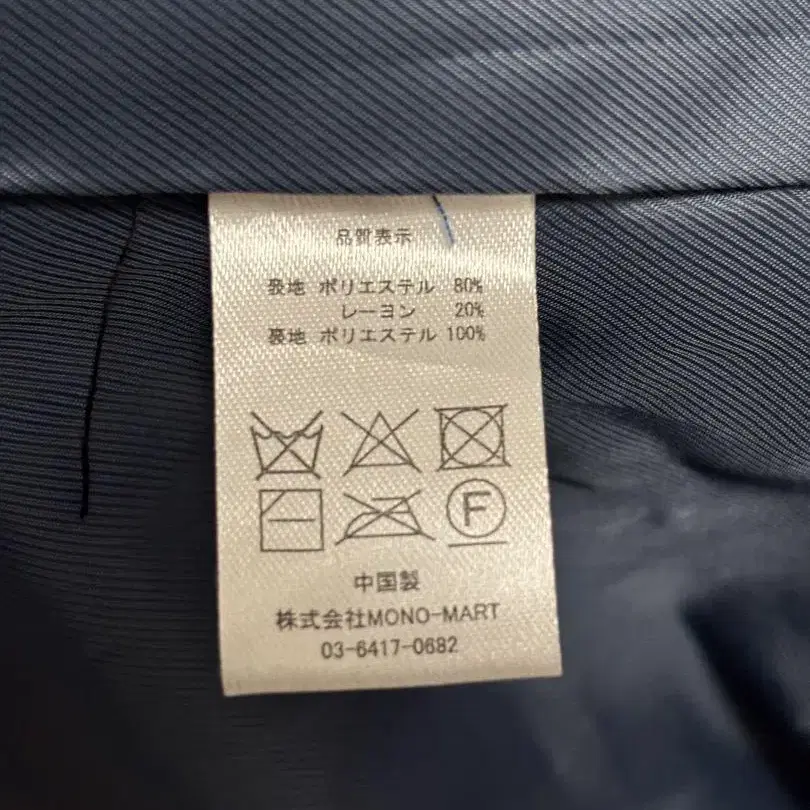 品質表示
表地 ポリエステル 80%
レーヨン 20%
裏地 ポリエステル 100%
F
中国製
株式会社MONO-MART
03-6417-0682